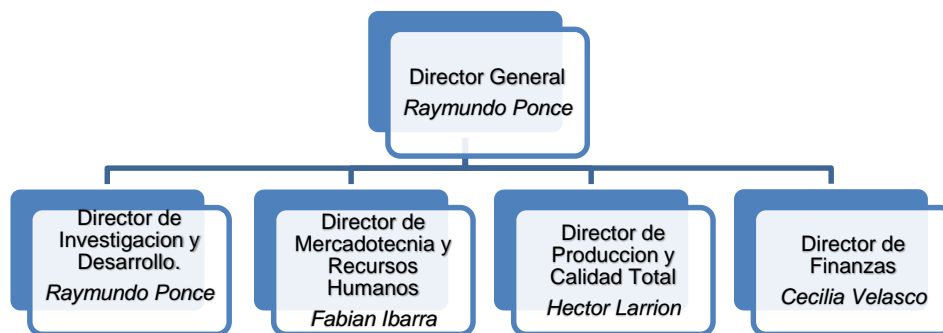 Director General
Raymundo Ponce
Director de
Investigacion y
Desarrollo.
Raymundo Ponce
Director de
Mercadotecnia y
Recursos
Humanos
Fabian Ibarra
Director de
Produccion y
Calidad Total
Hector Larrion
Director de
Finanzas
Cecilia Velasco